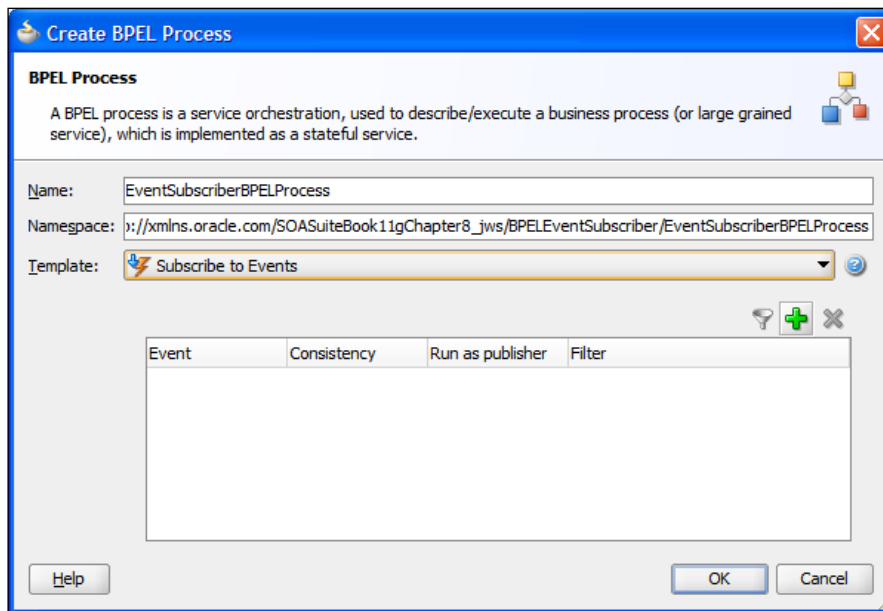 Create BPEL Process
BPEL Process
A BPEL process is a service orchestration, used to describe/execute a business process (or large grained
service), which is implemented as a stateful service.
Name: EventSubscriberBPELProcess
Namespace: ://xmlns.oracle.com/SOASuiteBook11gChapter8_jws/BPELEventSubscriber/EventSubscriberBPELProcess
Template: Subscribe to Events
Event Consistency Run as publisher Filter
Help OK Cancel